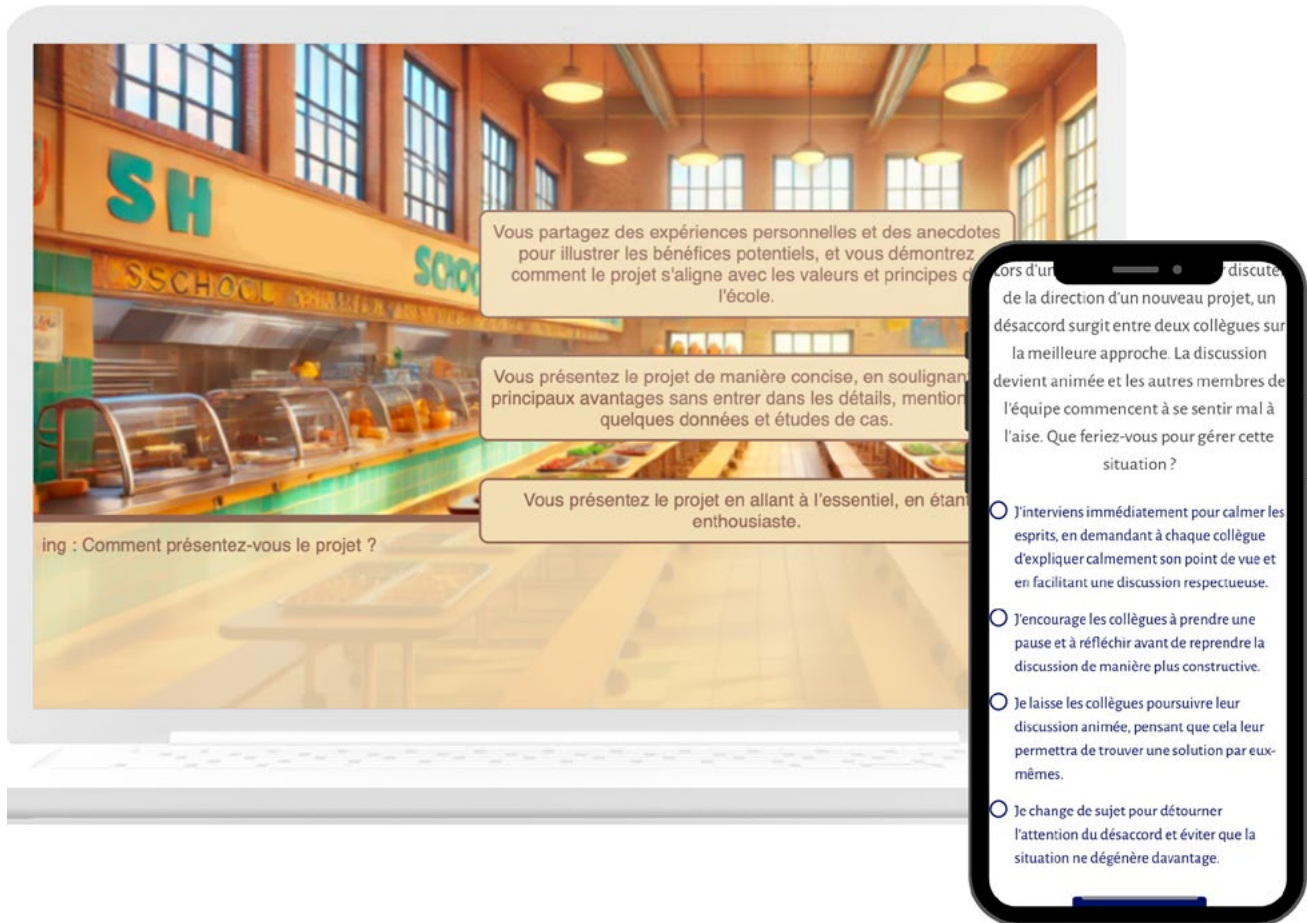 SH
SCHOO
SSCHOOL
Vous partagez des expériences personnelles et des anecdotes
pour illustrer les bénéfices potentiels, et vous démontrez
comment le projet s'aligne avec les valeurs et principes d
l'école.
Vous présentez le projet de manière concise, en soulignan
principaux avantages sans entrer dans les détails, mention
quelques données et études de cas.
Vous présentez le projet en allant à l'essentiel, en étant
enthousiaste.
ing : Comment présentez-vous le projet ?
Lors d'un discute
de la direction d'un nouveau projet, un
désaccord surgit entre deux collègues sur
la meilleure approche. La discussion
devient animée et les autres membres de
l'équipe commencent à se sentir mal à
l'aise. Que feriez-vous pour gérer cette
situation ?
J'interviens immédiatement pour calmer les
esprits, en demandant à chaque collègue
d'expliquer calmement son point de vue et
en facilitant une discussion respectueuse.
J'encourage les collègues à prendre une
pause et à réfléchir avant de reprendre la
discussion de manière plus constructive.
Je laisse les collègues poursuivre leur
discussion animée, pensant que cela leur
permettra de trouver une solution par eux-
mêmes.
Je change de sujet pour détourner
l'attention du désaccord et éviter que la
situation ne dégénère davantage.